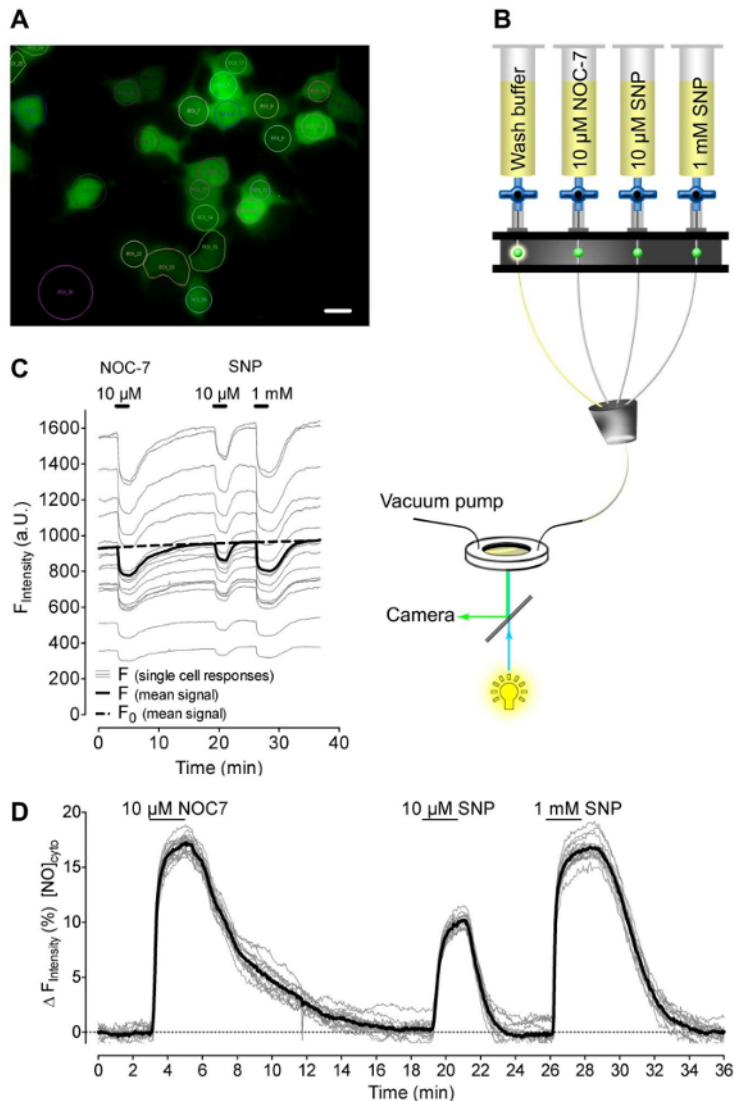 A
B
Wash buffer
10 µM NOC-7
10 µM SNP
1 mM SNP
Vacuum pump
Camera
C
NOC-7
SNP
10 µM
10 µM
1 mM
F Intensity (a.U.)
1600
1400
1200
1000
800
600
400
200
0
F (single cell responses)
F (mean signal)
F0 (mean signal)
0
10
20
30
40
Time (min)
D
10 µM NOC7
10 µM SNP
1 mM SNP
Δ F Intensity (%) [NO]cyto
20
15
10
5
0
0 2 4 6 8 10 12 14 16 18 20 22 24 26 28 30 32 34 36
Time (min)